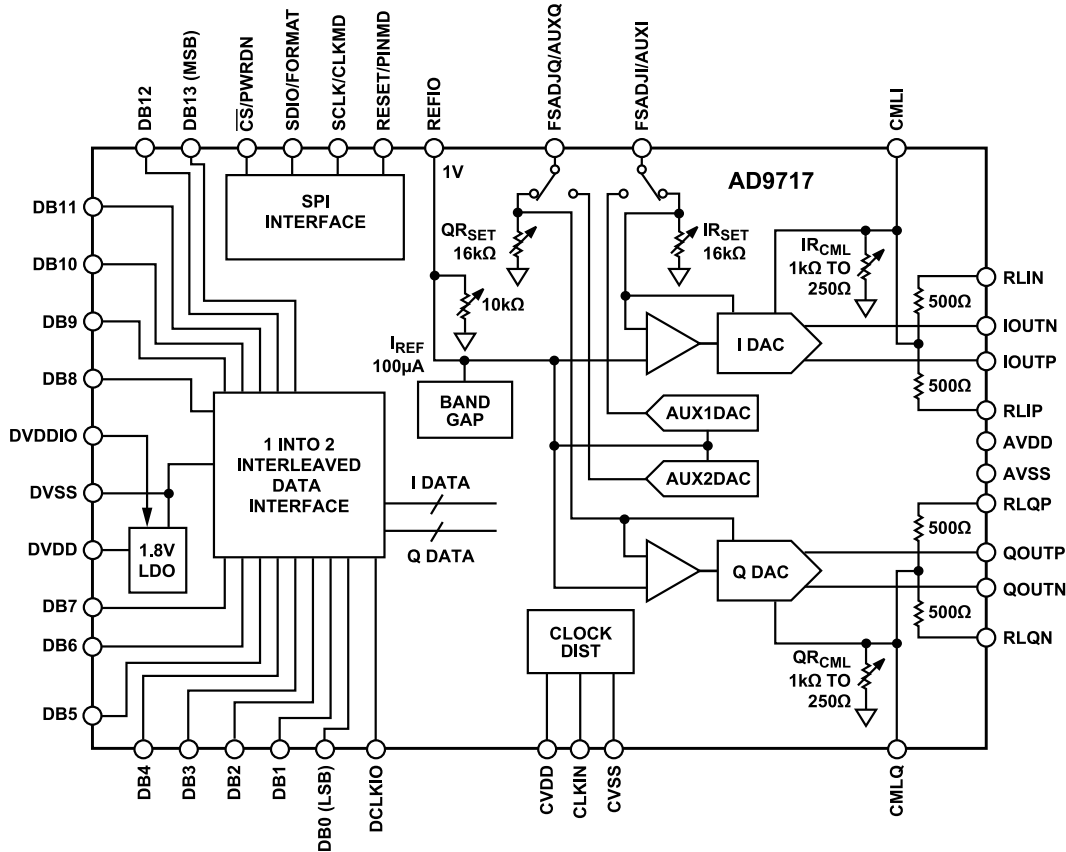 DB12
DB13 (MSB)
CS/PWRDN
SDIO/FORMAT
SCLK/CLKMD
RESET/PINMD
REFIO
FSADJQ/AUXQ
FSADJI/AUXI
CMLI
1V
AD9717
SPI
INTERFACE
DB11
DB10
DB9
DB8
DVDDIO
DVSS
DVDD
DB7
DB6
DB5
QRSET
16kΩ
IRSET
16kΩ
10kΩ
IRCML
1kΩ TO
250Ω
500Ω
500Ω
RLIN
IOUTN
IOUTP
RLIP
AVDD
AVSS
RLQP
QOUTP
QOUTN
RLQN
IREF
100µA
BAND
GAP
I DAC
AUX1DAC
AUX2DAC
1 INTO 2
INTERLEAVED
DATA
INTERFACE
I DATA
Q DATA
1.8V
LDO
Q DAC
500Ω
500Ω
CLOCK
DIST
QRCML
1kΩ TO
250Ω
DB4
DB3
DB2
DB1
DB0 (LSB)
DCLKIO
CVDD
CLKIN
CVSS
CMLQ